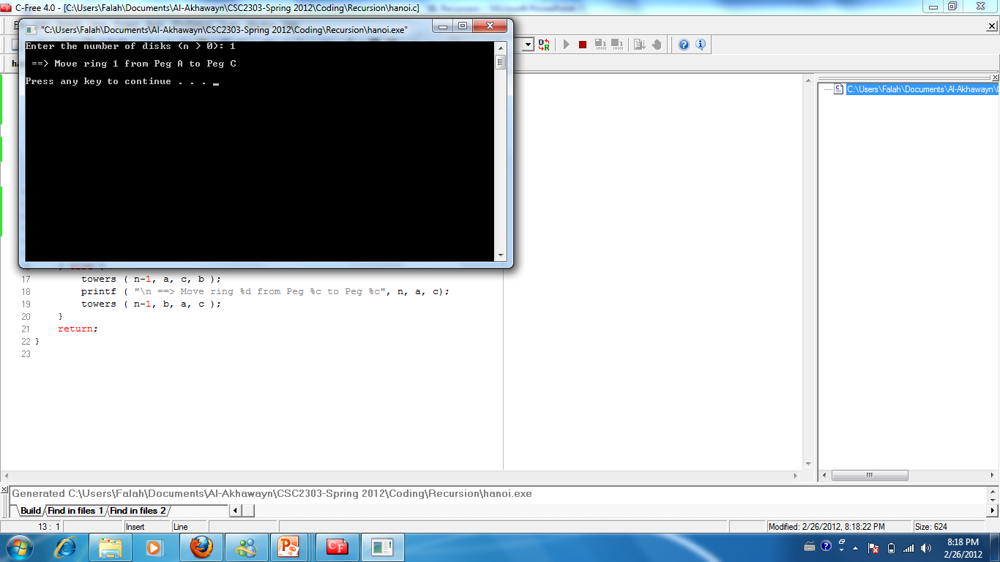 C-Free 4.0 - [C:\Users\Falah\Documents\Al-Akhawayn\CSC2303-Spring 2012\Coding\Recursion\hanoi.c]
"C:\Users\Falah\Documents\Al-Akhawayn\CSC2303-Spring 2012\Coding\Recursion\hanoi.exe"
Enter the number of disks (n > 0): 1
==> Move ring 1 from Peg A to Peg C
Press any key to continue . . . _
C:\Users\Falah\Documents\Al-Akhawayn\
17 towers ( n-1, a, c, b );
18 printf ( "\n ==> Move ring %d from Peg %c to Peg %c", n, a, c);
19 towers ( n-1, b, a, c );
20 }
21 return;
22 }
23
Generated C:\Users\Falah\Documents\Al-Akhawayn\CSC2303-Spring 2012\Coding\Recursion\hanoi.exe
Build Find in files 1 Find in files 2
13 : 1 Insert Line Modified: 2/26/2012, 8:18:22 PM Size: 624
8:18 PM
2/26/2012